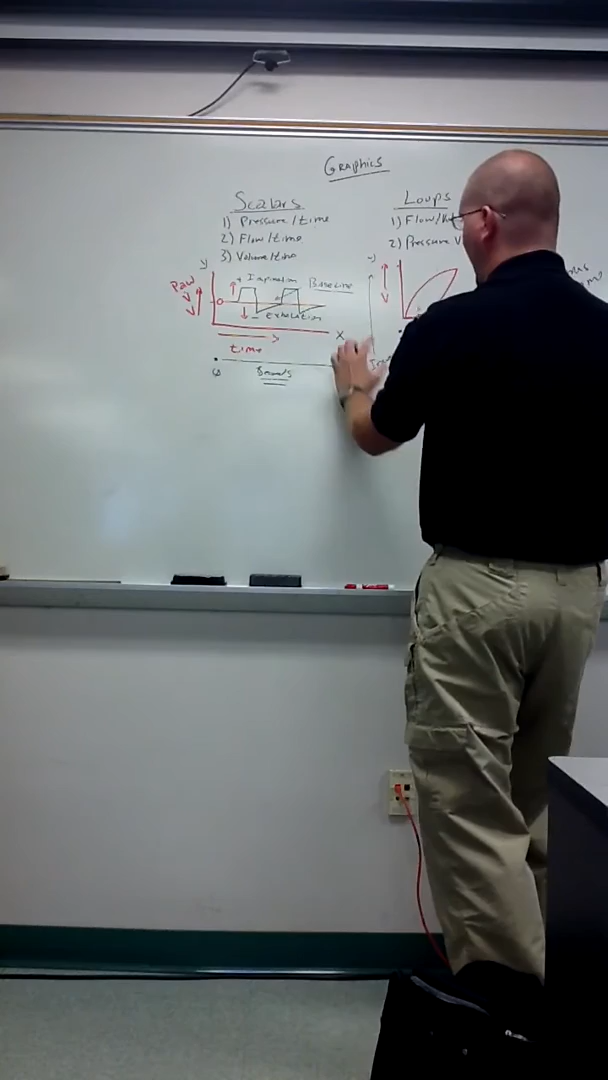 Graphics
Scalars
1) Pressure/time
2) Flow/time
3) Volume/time
Loops
1) Flow/
2) Pressure V
y
+ Inspiration
Baseline
Paw
V
0
- Exhalation
X
time
Seconds
y